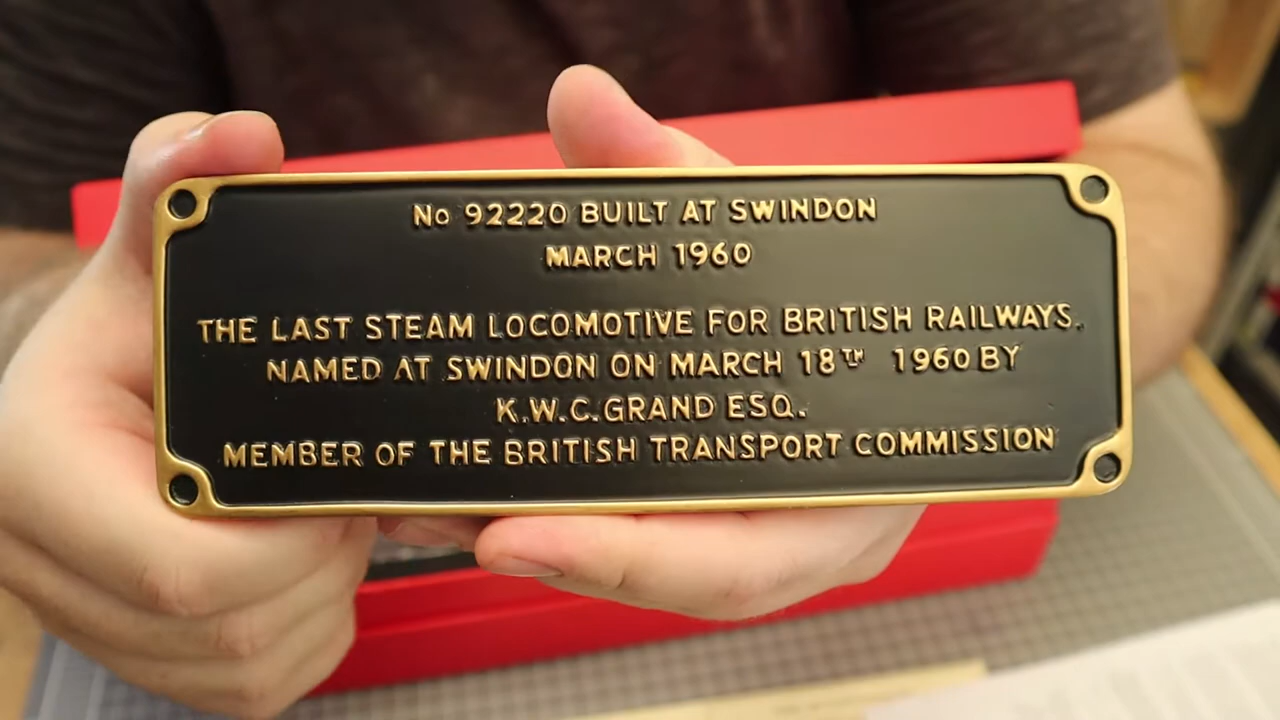 No 92220 BUILT AT SWINDON
MARCH 1960
THE LAST STEAM LOCOMOTIVE FOR BRITISH RAILWAYS.
NAMED AT SWINDON ON MARCH 18TH 1960 BY
K.W.C.GRAND ESQ.
MEMBER OF THE BRITISH TRANSPORT COMMISSION